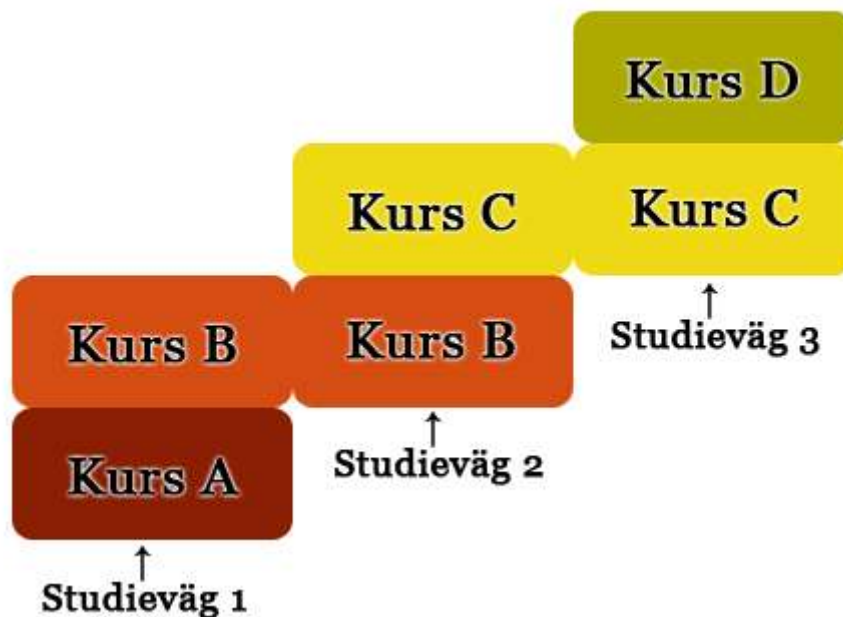 Kurs D
Kurs C
Kurs C
Kurs B
Kurs B
Kurs A
Studieväg 3
Studieväg 2
Studieväg 1